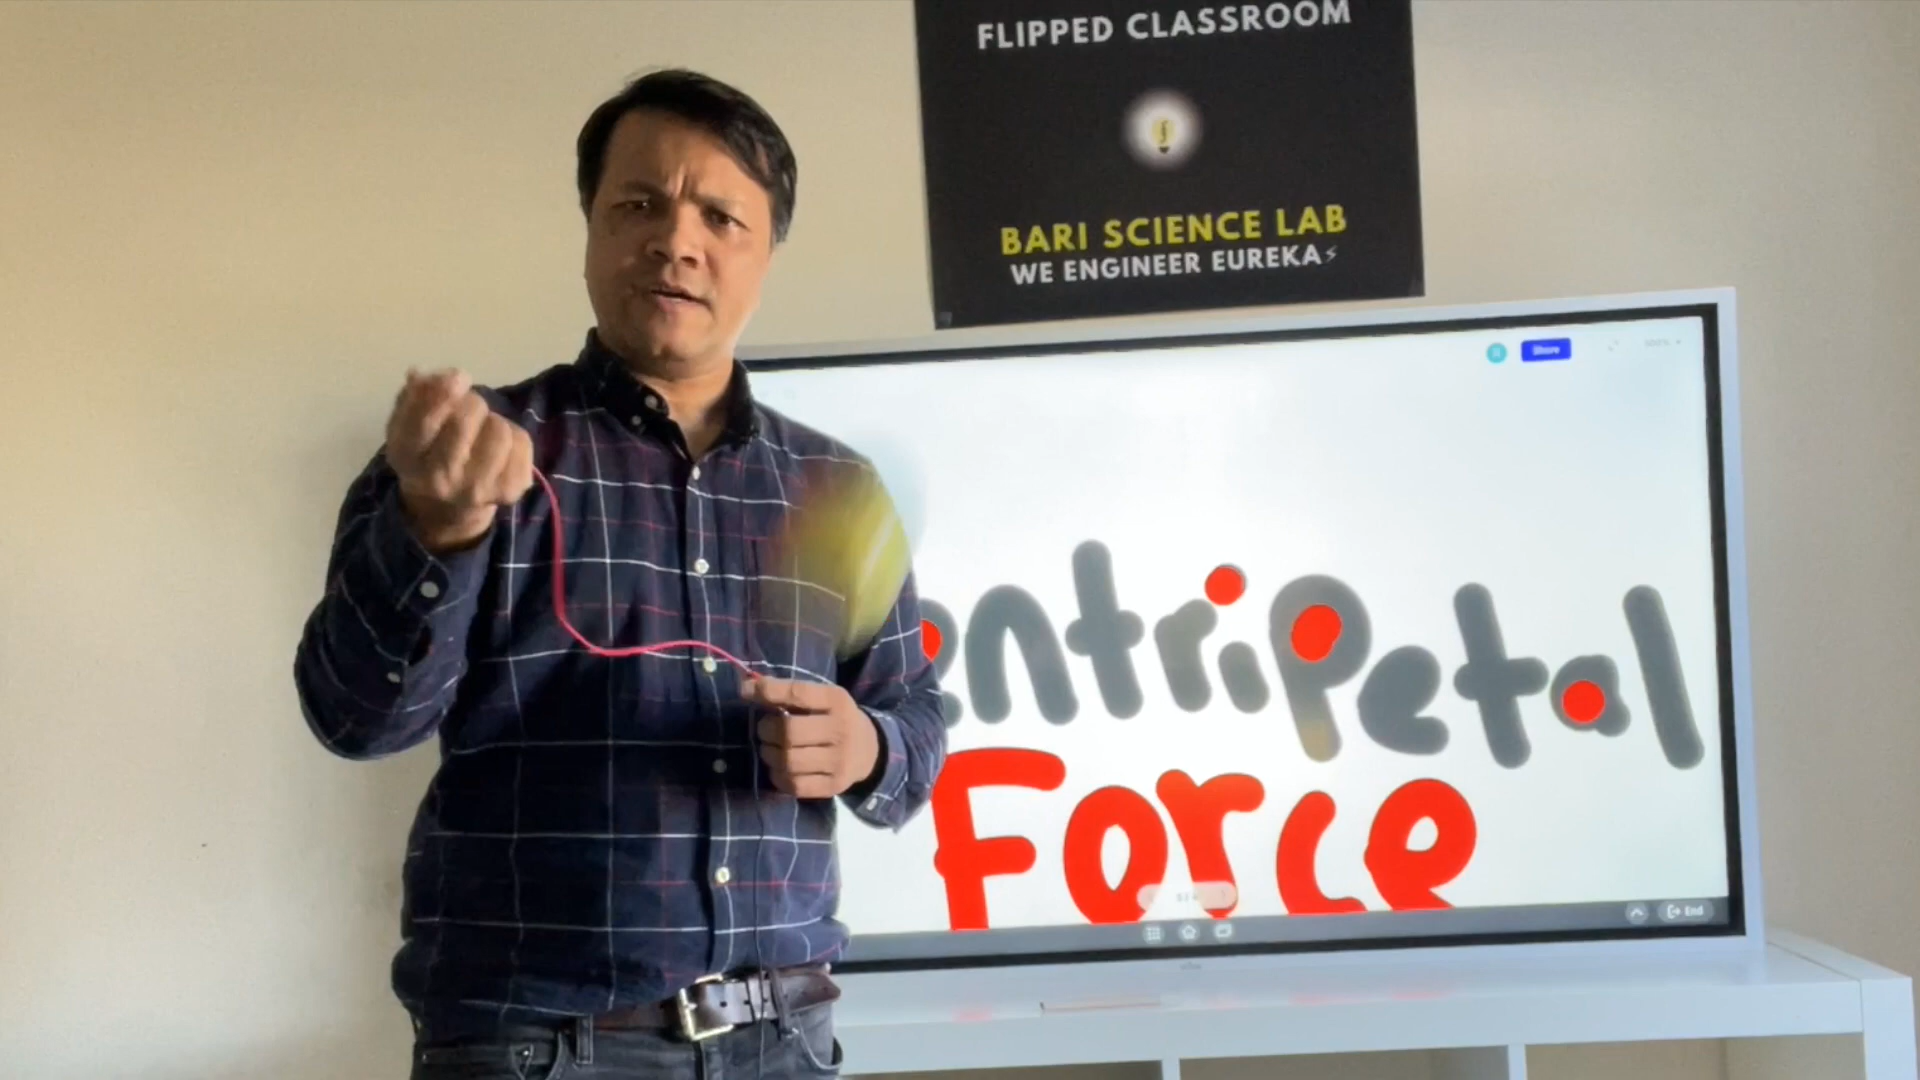 FLIPPED CLASSROOM
BARI SCIENCE LAB
WE ENGINEER EUREKA⚡
Share
entripetal
Force
End